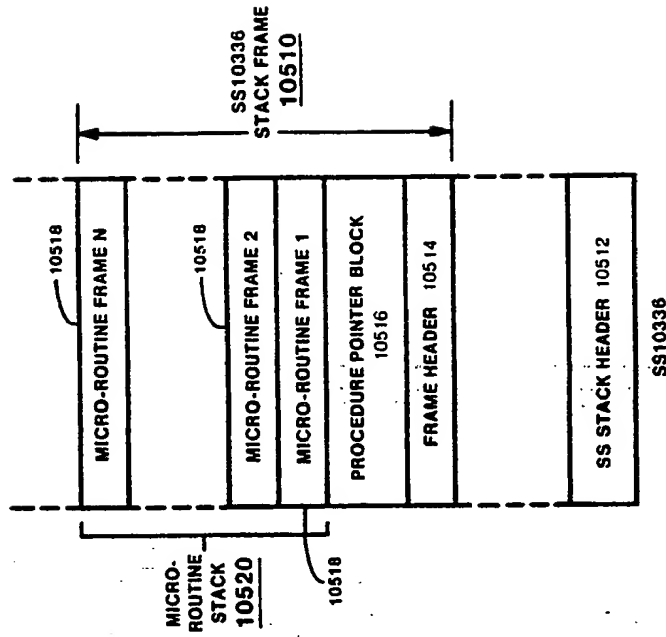 SS10336
STACK FRAME
10510
10518
MICRO-ROUTINE FRAME N
10518
MICRO-ROUTINE FRAME 2
MICRO-ROUTINE FRAME 1
PROCEDURE POINTER BLOCK
10516
FRAME HEADER 10514
SS STACK HEADER 10512
MICRO-
ROUTINE
STACK
10520
10518
SS10336